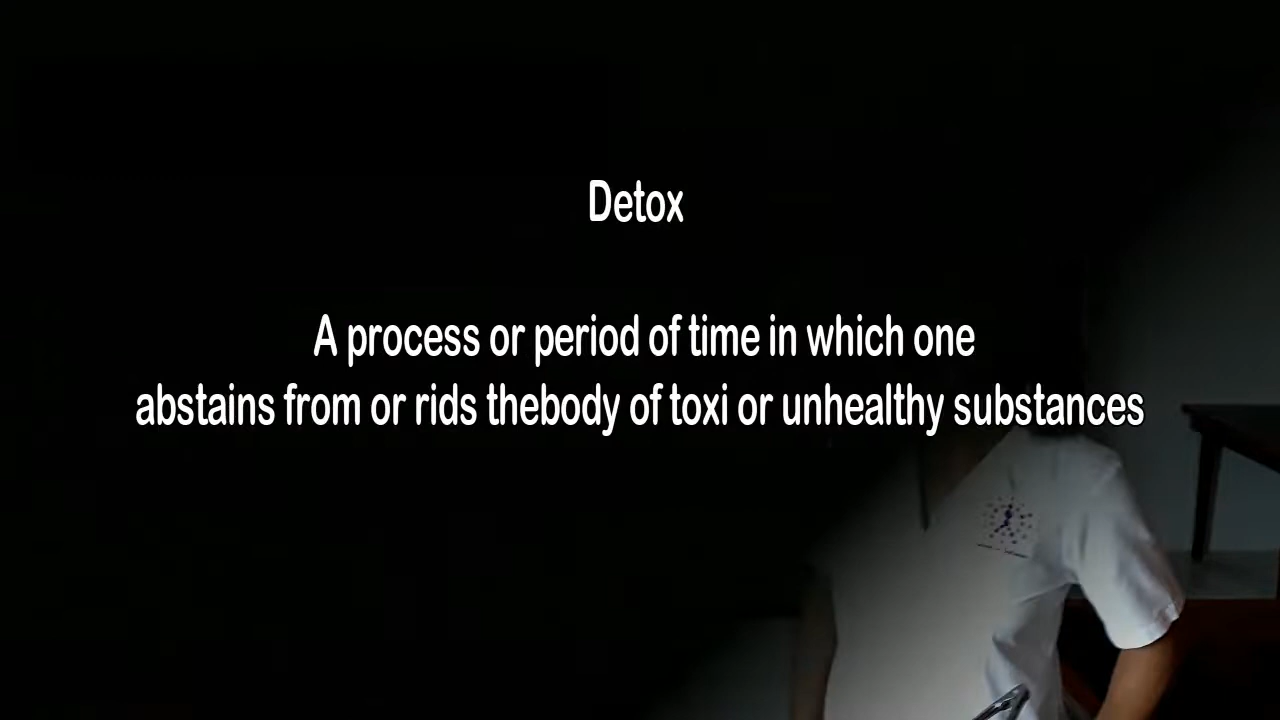 Detox
A process or period of time in which one
abstains from or rids thebody of toxi or unhealthy substances